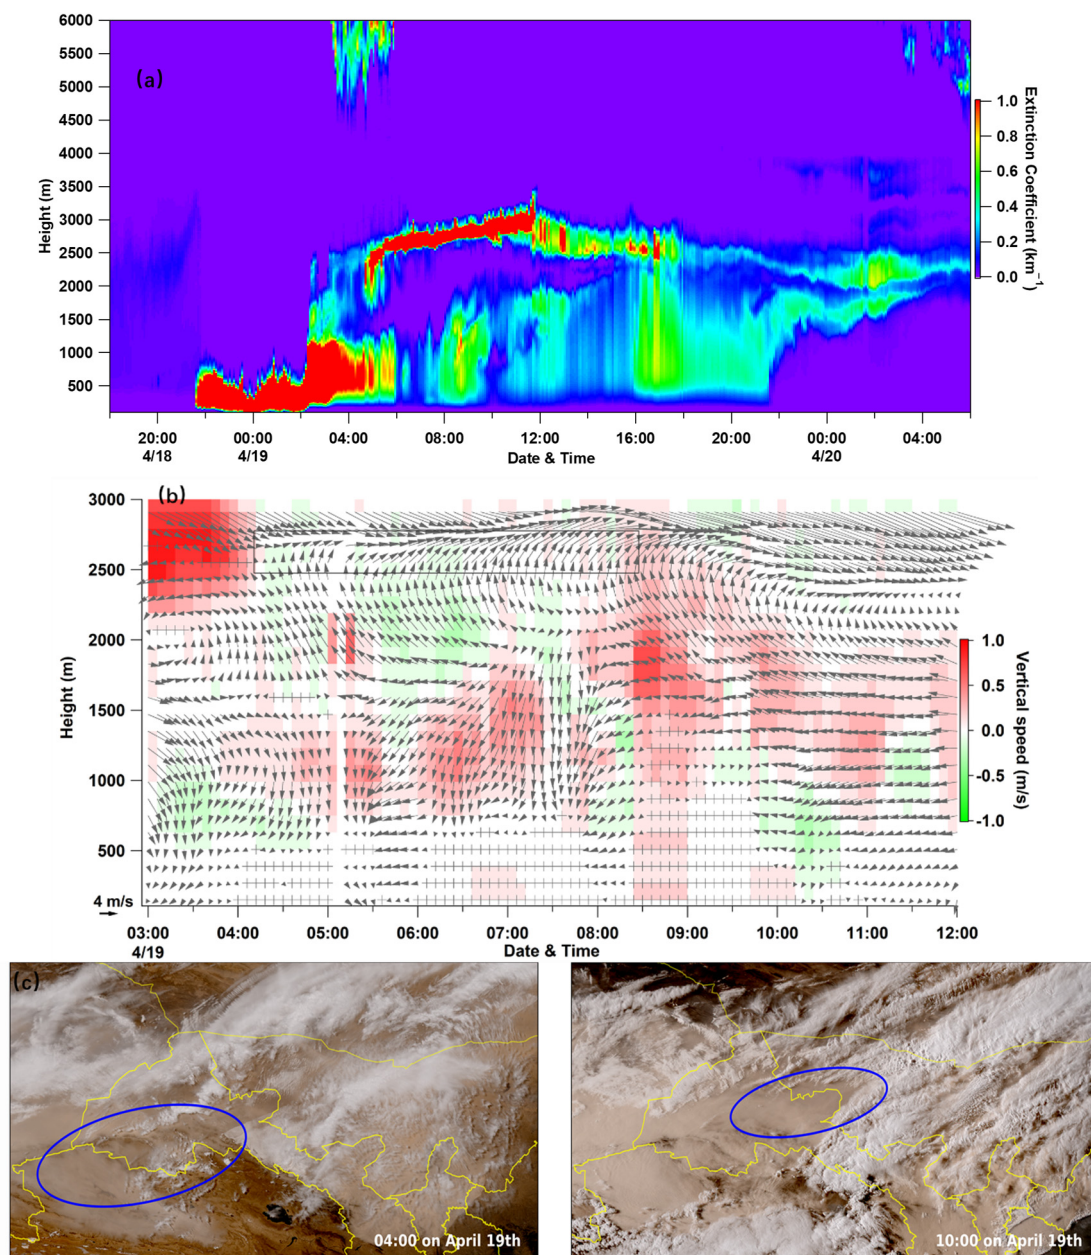 6000
5500
5000
4500
4000
3500
3000
2500
2000
1500
1000
500
Height (m)
(a)
1.0
0.8
0.6
0.4
0.2
0.0
Extinction Coefficient (km⁻¹)
20:00 00:00 04:00 08:00 12:00 16:00 20:00 00:00 04:00
4/18 4/19 4/20
Date & Time
(b)
3000
2500
2000
1500
1000
500
Height (m)
4 m/s
1.0
0.5
0.0
-0.5
-1.0
Vertical speed (m/s)
03:00 04:00 05:00 06:00 07:00 08:00 09:00 10:00 11:00 12:00
4/19
Date & Time
(c)
04:00 on April 19th
10:00 on April 19th